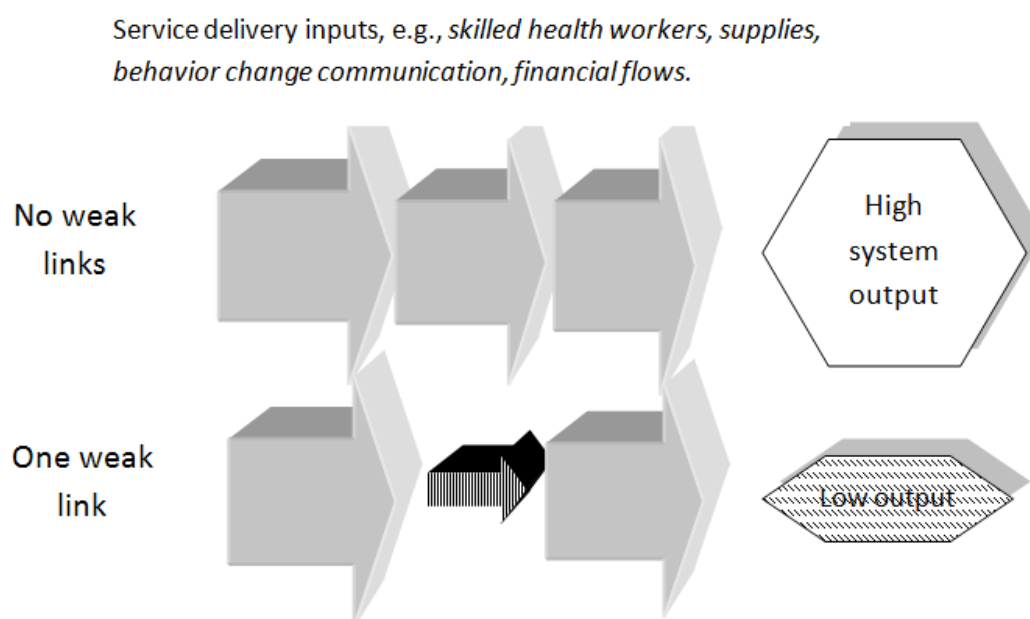 Service delivery inputs, e.g., skilled health workers, supplies,
behavior change communication, financial flows.
No weak
links
High
system
output
One weak
link
Low output